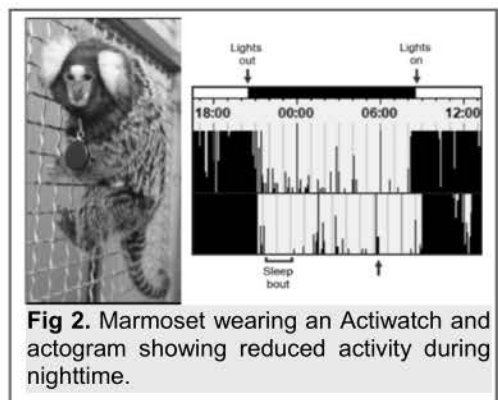 Lights out
Lights on
18:00 00:00 06:00 12:00
Sleep bout
Fig 2. Marmoset wearing an Actiwatch and
actogram showing reduced activity during
nighttime.